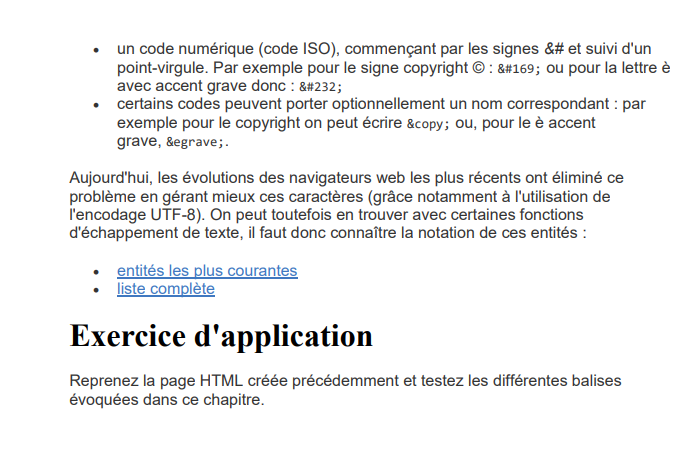 un code numérique (code ISO), commençant par les signes &# et suivi d'un
point-virgule. Par exemple pour le signe copyright © : &#169; ou pour la lettre è
avec accent grave donc : &#232;
certains codes peuvent porter optionnellement un nom correspondant : par
exemple pour le copyright on peut écrire &copy; ou, pour le è accent
grave, &egrave;.
Aujourd'hui, les évolutions des navigateurs web les plus récents ont éliminé ce
problème en gérant mieux ces caractères (grâce notamment à l'utilisation de
l'encodage UTF-8). On peut toutefois en trouver avec certaines fonctions
d'échappement de texte, il faut donc connaître la notation de ces entités :
entités les plus courantes
liste complète
Exercice d'application
Reprenez la page HTML créée précédemment et testez les différentes balises
évoquées dans ce chapitre.